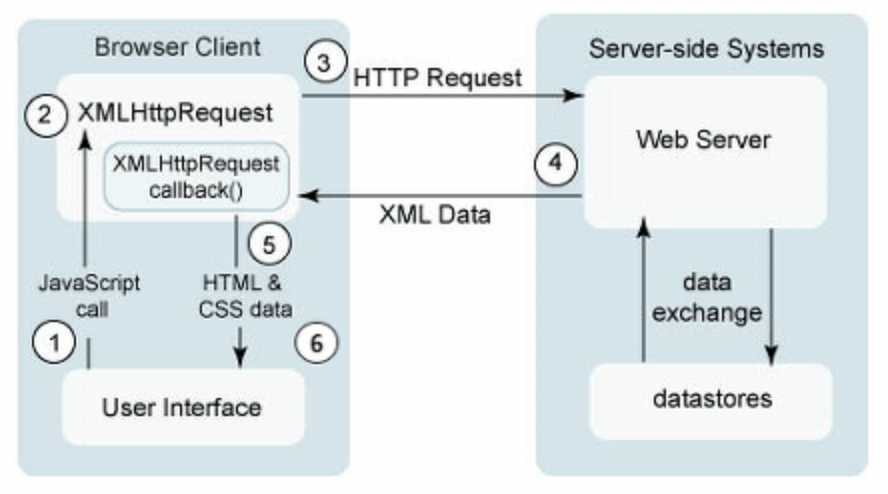 Browser Client
Server-side Systems
3
HTTP Request
2
XMLHttpRequest
XMLHttpRequest
callback()
Web Server
4
XML Data
5
JavaScript
call
HTML &
CSS data
data
exchange
1
6
User Interface
datastores